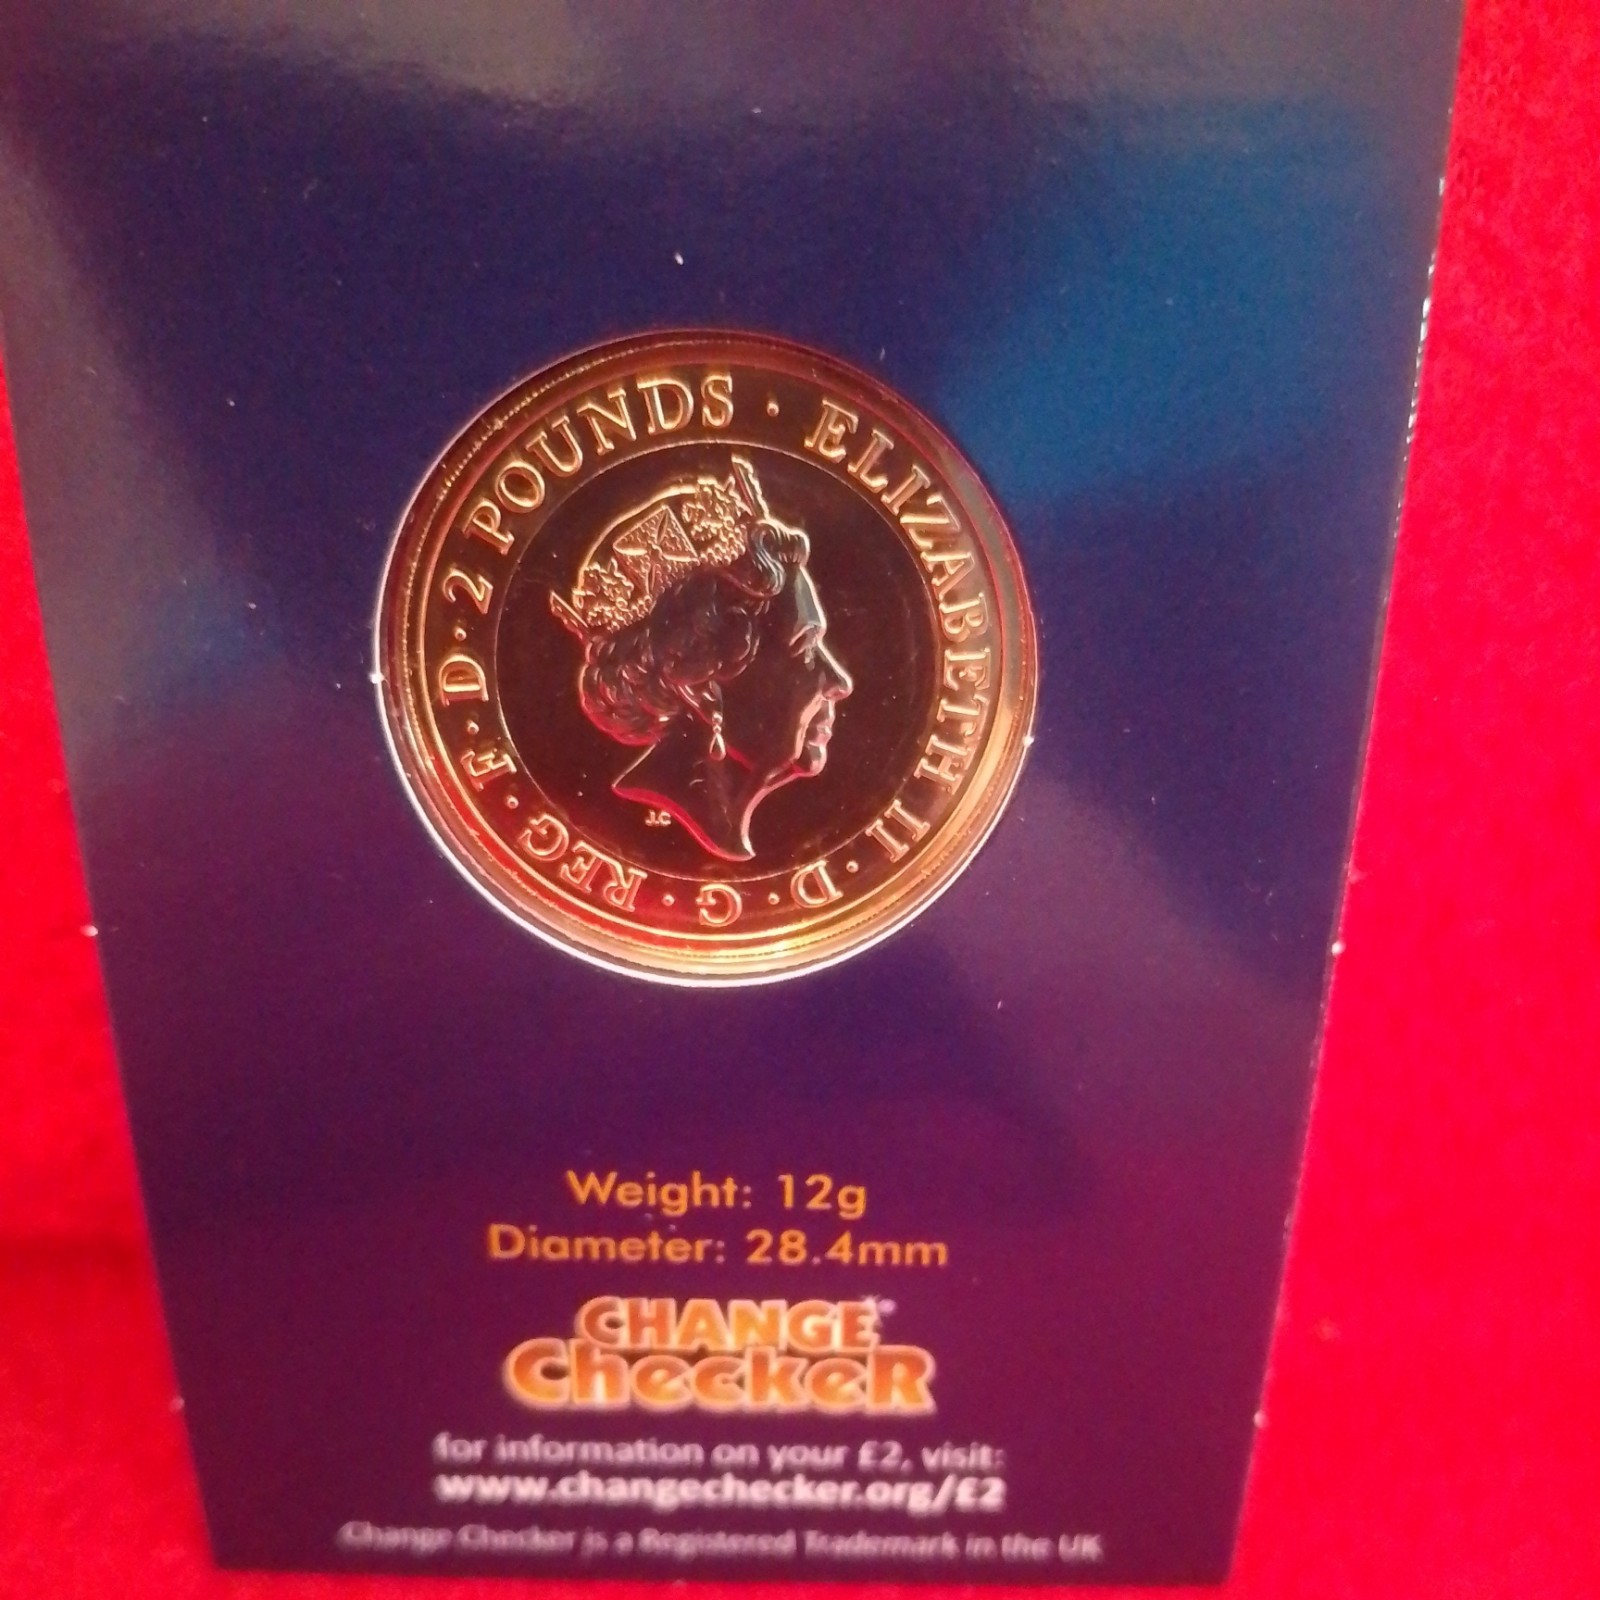 ELIZABETH II · D · G · REG · F · D · 2 POUNDS ·
J.C
Weight: 12g
Diameter: 28.4mm
CHANGE
CheckeR
for information on your £2, visit:
www.changechecker.org/£2
Change Checker is a Registered Trademark in the UK